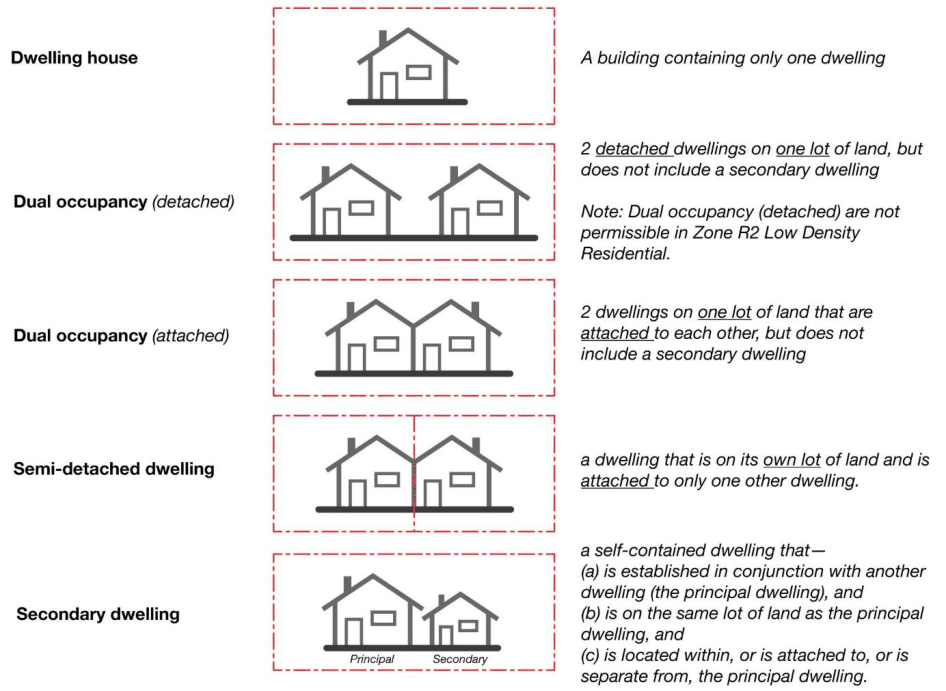 Dwelling house
A building containing only one dwelling
Dual occupancy (detached)
2 detached dwellings on one lot of land, but
does not include a secondary dwelling
Note: Dual occupancy (detached) are not
permissible in Zone R2 Low Density
Residential.
Dual occupancy (attached)
2 dwellings on one lot of land that are
attached to each other, but does not
include a secondary dwelling
Semi-detached dwelling
a dwelling that is on its own lot of land and is
attached to only one other dwelling.
Secondary dwelling
Principal
Secondary
a self-contained dwelling that—
(a) is established in conjunction with another
dwelling (the principal dwelling), and
(b) is on the same lot of land as the principal
dwelling, and
(c) is located within, or is attached to, or is
separate from, the principal dwelling.